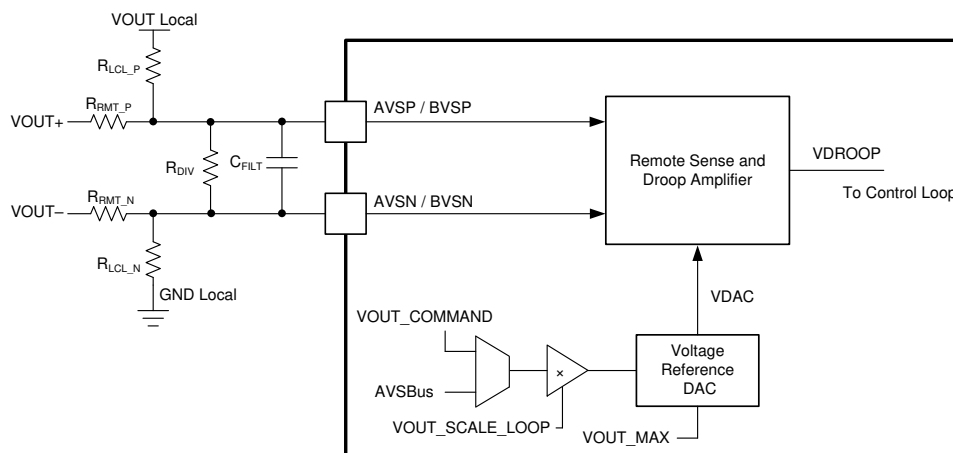 VOUT Local
RLCL_P
RRMT_P
VOUT+
AVSP / BVSP
RDIV
CFILT
Remote Sense and
Droop Amplifier
VDROOP
To Control Loop
RRMT_N
VOUT–
AVSN / BVSN
RLCL_N
GND Local
VDAC
VOUT_COMMAND
Voltage
Reference
DAC
×
AVSBus
VOUT_SCALE_LOOP
VOUT_MAX